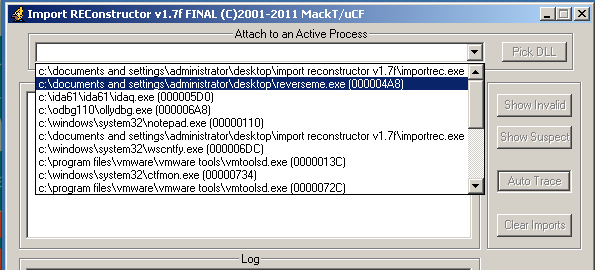 Import REConstructor v1.7f FINAL (C)2001-2011 MackT/uCF
Attach to an Active Process
Pick DLL
c:\documents and settings\administrator\desktop\import reconstructor v1.7f\importrec.exe
c:\documents and settings\administrator\desktop\reverseme.exe (000004A8)
c:\ida61\ida61\idaq.exe (000005D0)
c:\odbg110\ollydbg.exe (000006A8)
c:\windows\system32\notepad.exe (00000110)
c:\documents and settings\administrator\desktop\import reconstructor v1.7f\importrec.exe
c:\windows\system32\wscntfy.exe (000006DC)
c:\program files\vmware\vmware tools\vmtoolsd.exe (0000013C)
c:\windows\system32\ctfmon.exe (00000734)
c:\program files\vmware\vmware tools\vmtoolsd.exe (0000072C)
Show Invalid
Show Suspect
Auto Trace
Clear Imports
Log